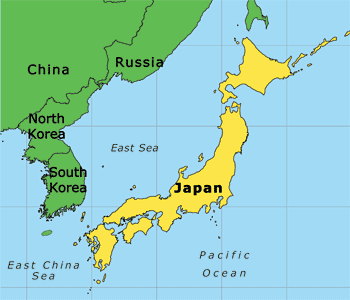 China
Russia
North
Korea
East Sea
South
Korea
Japan
Pacific
Ocean
East China
Sea